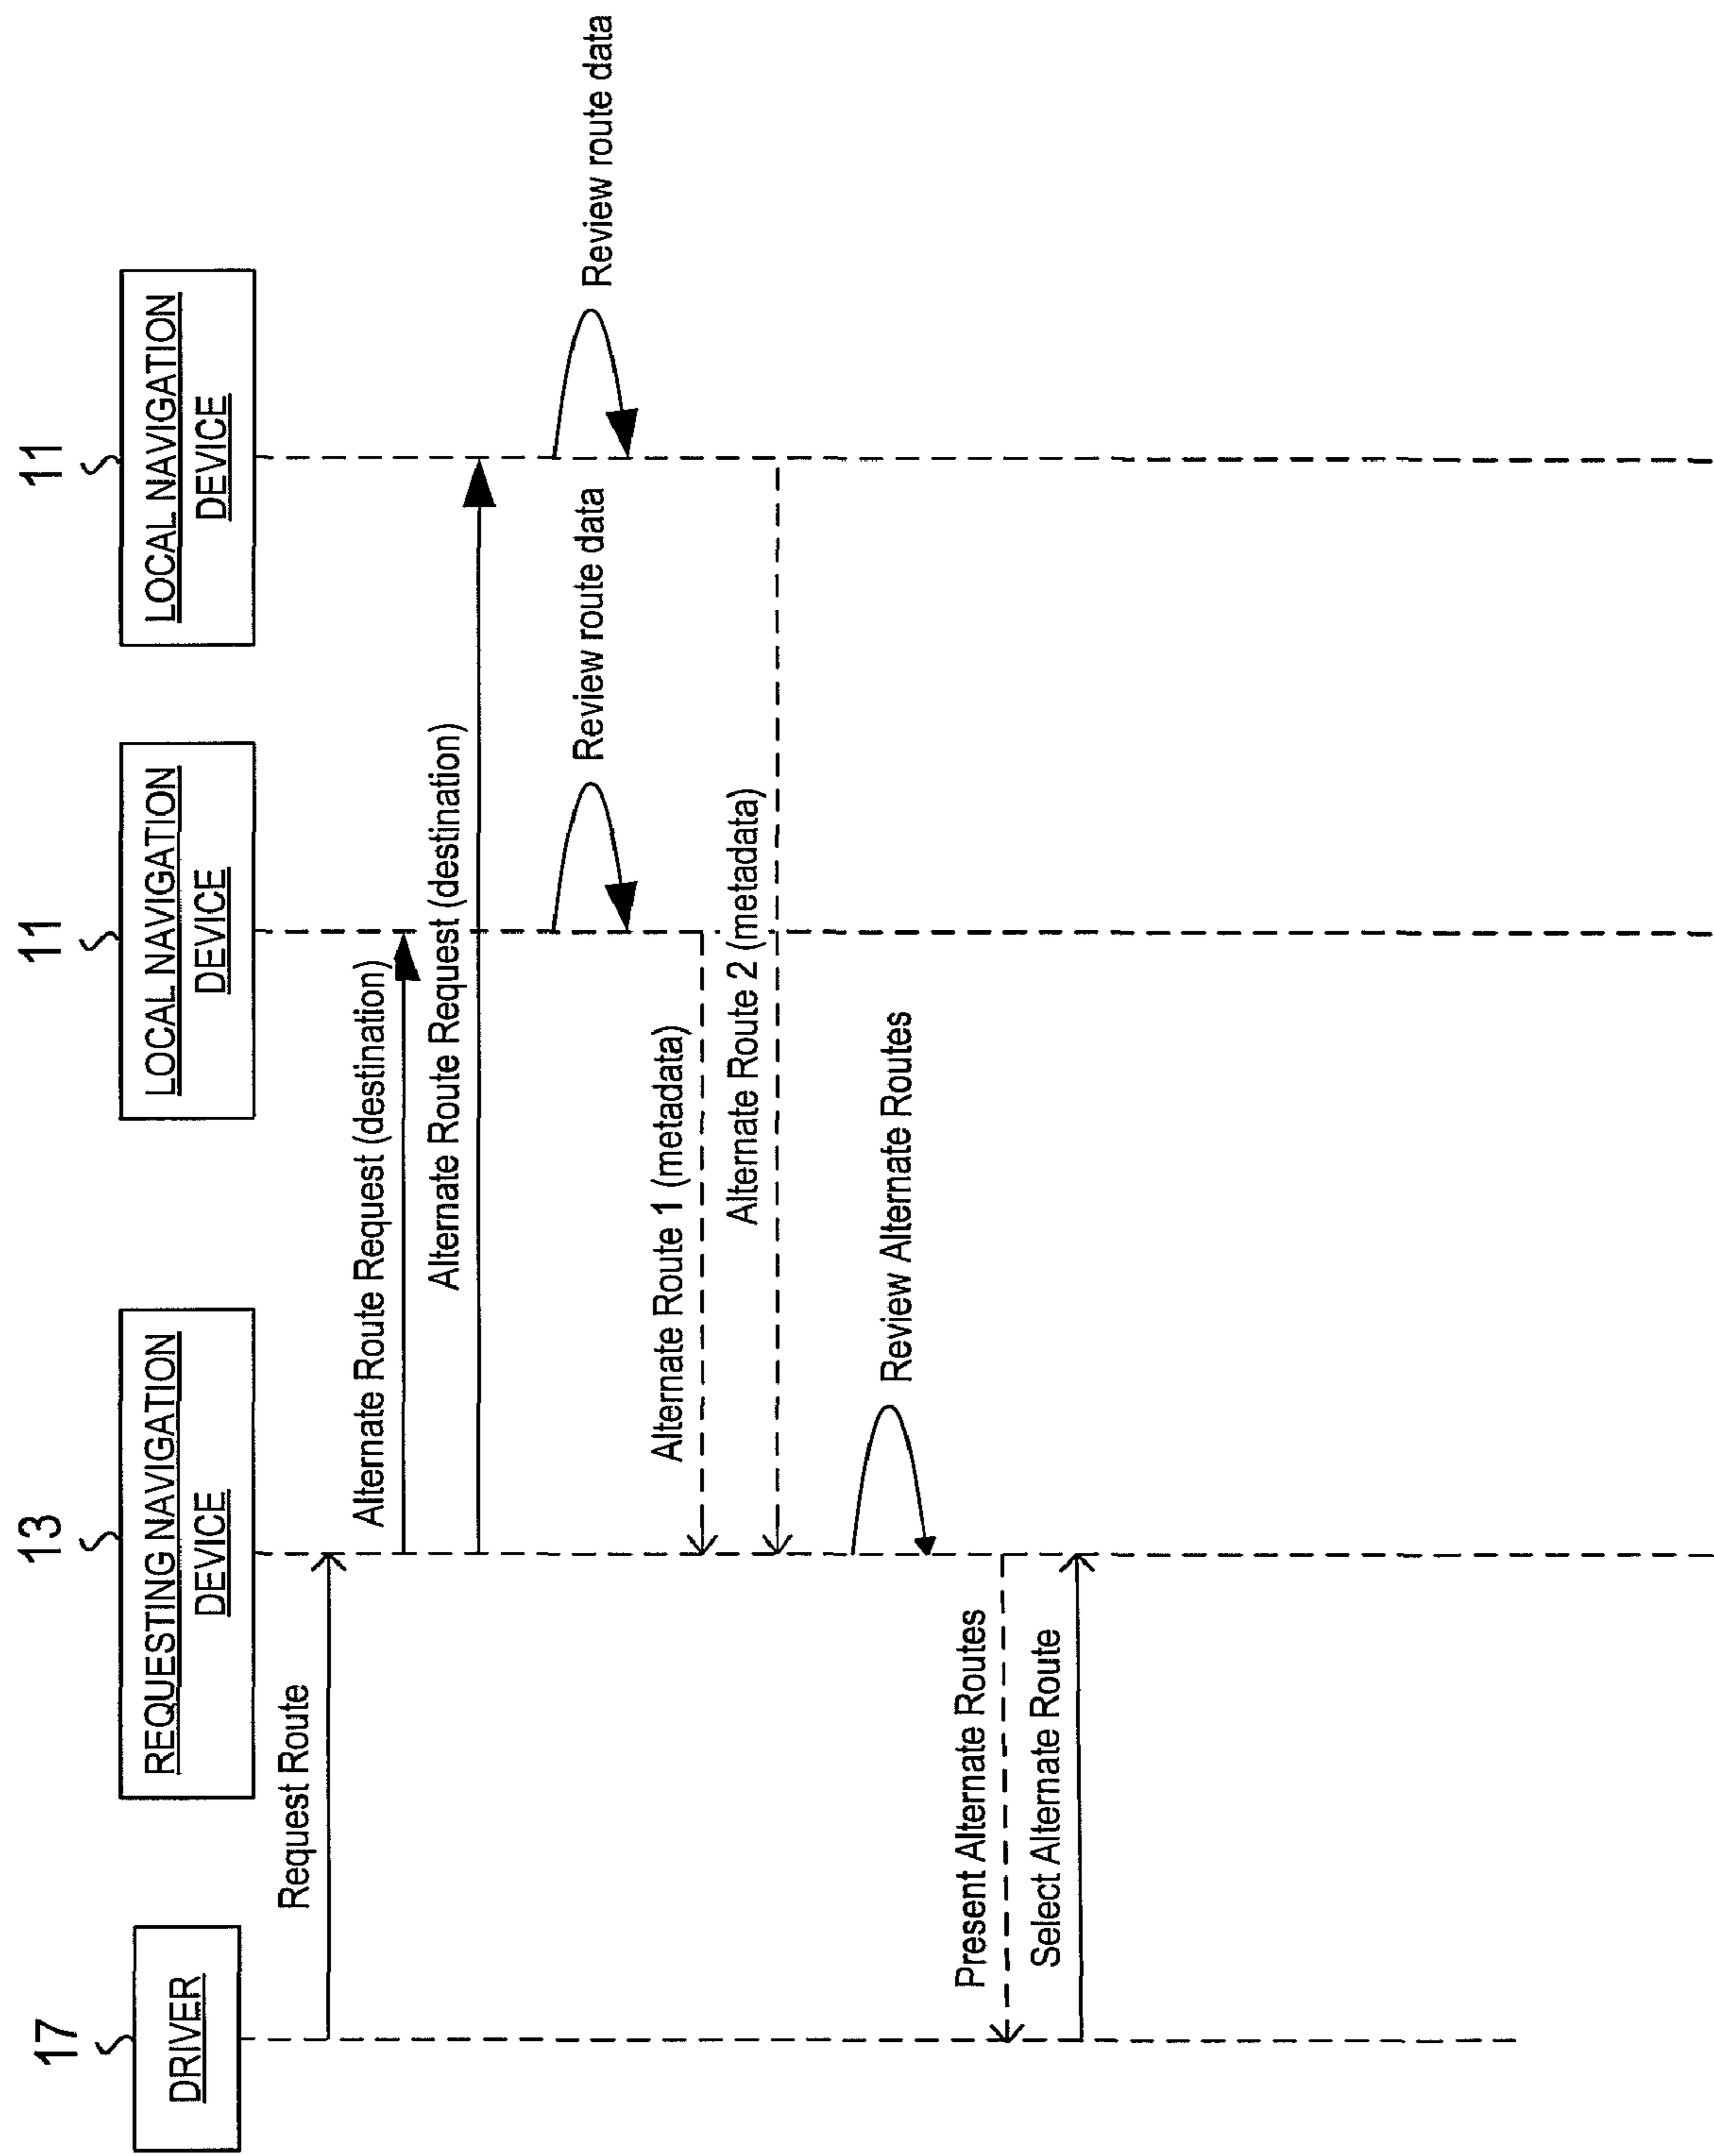 17
13
11
11
DRIVER
REQUESTING NAVIGATION
DEVICE
LOCAL NAVIGATION
DEVICE
LOCAL NAVIGATION
DEVICE
Request Route
Alternate Route Request (destination)
Alternate Route Request (destination)
Review route data
Review route data
Alternate Route 1 (metadata)
Alternate Route 2 (metadata)
Review Alternate Routes
Present Alternate Routes
Select Alternate Route